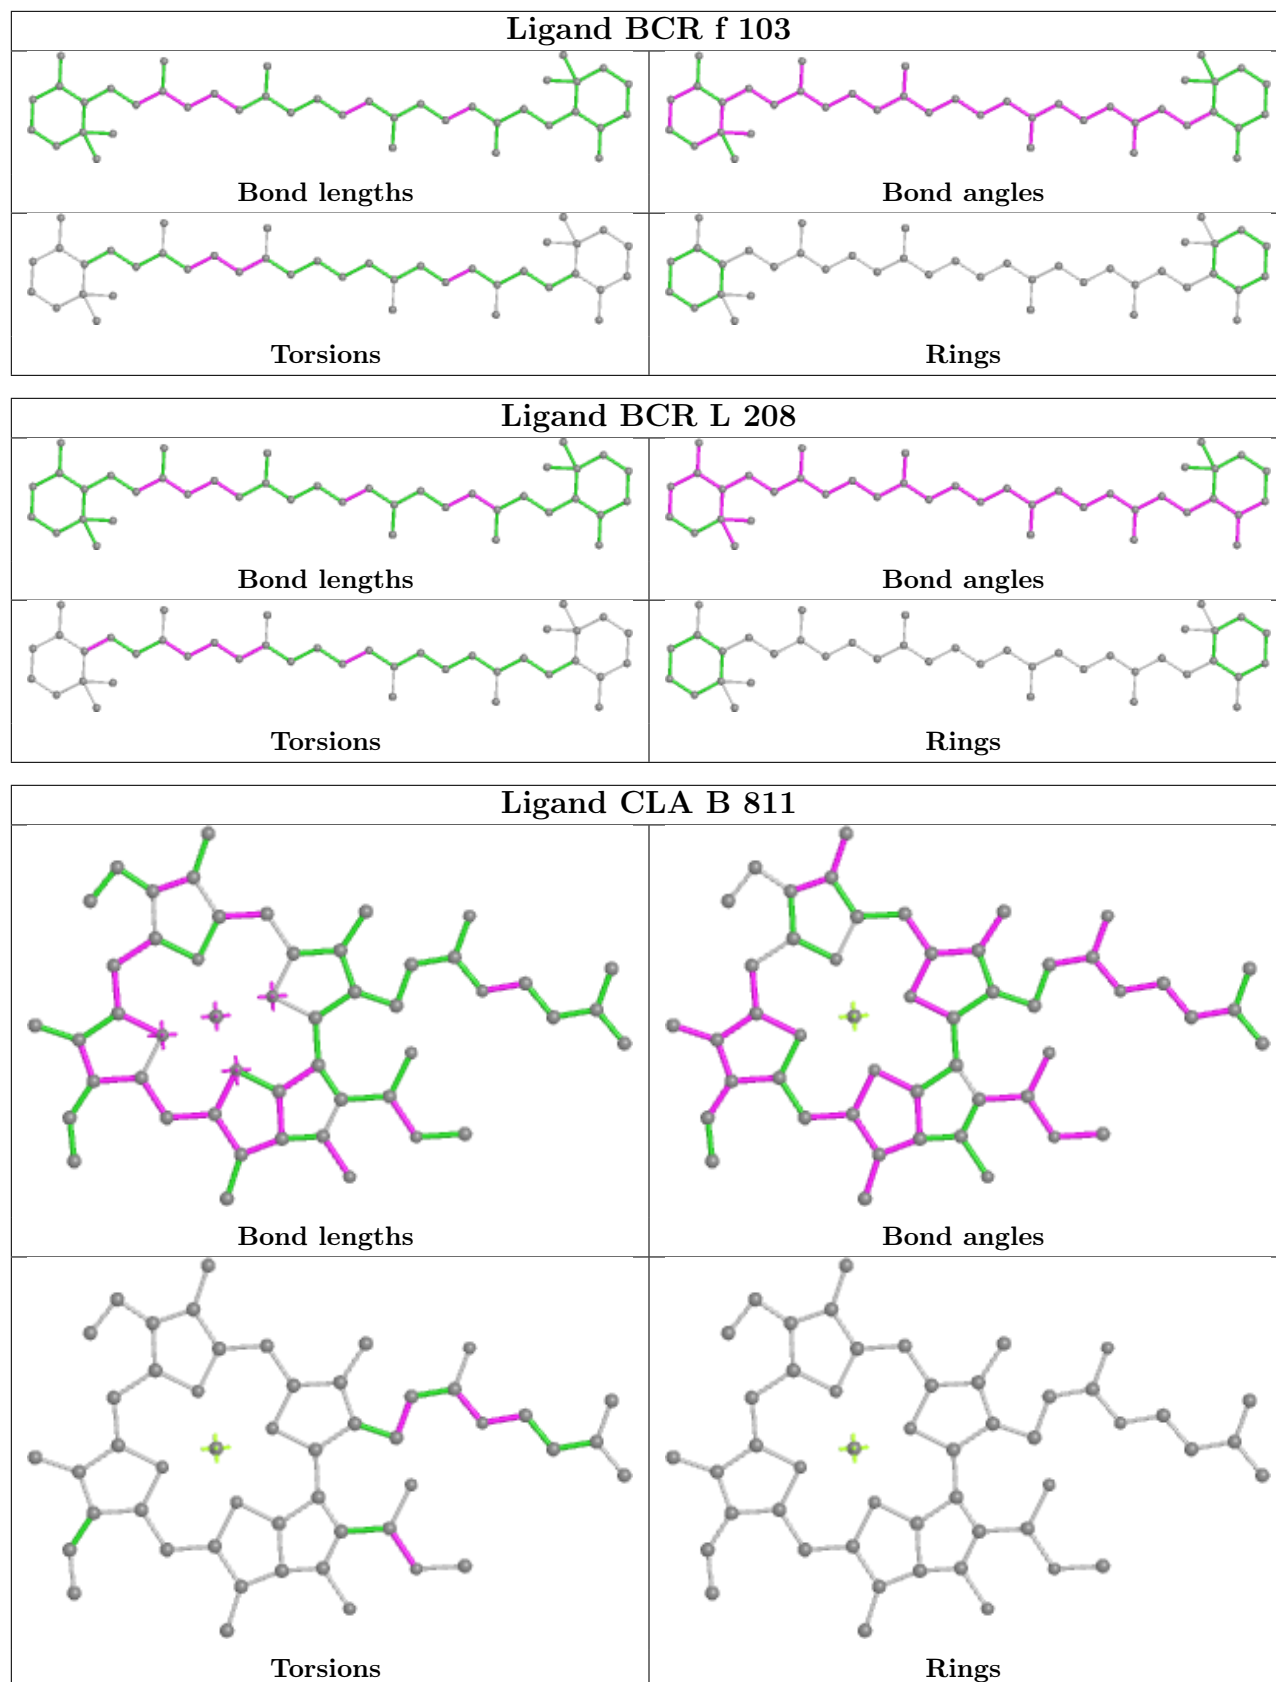 Ligand BCR f 103
Bond lengths
Bond angles
Torsions
Rings
Ligand BCR L 208
Bond lengths
Bond angles
Torsions
Rings
Ligand CLA B 811
Bond lengths
Bond angles
Torsions
Rings